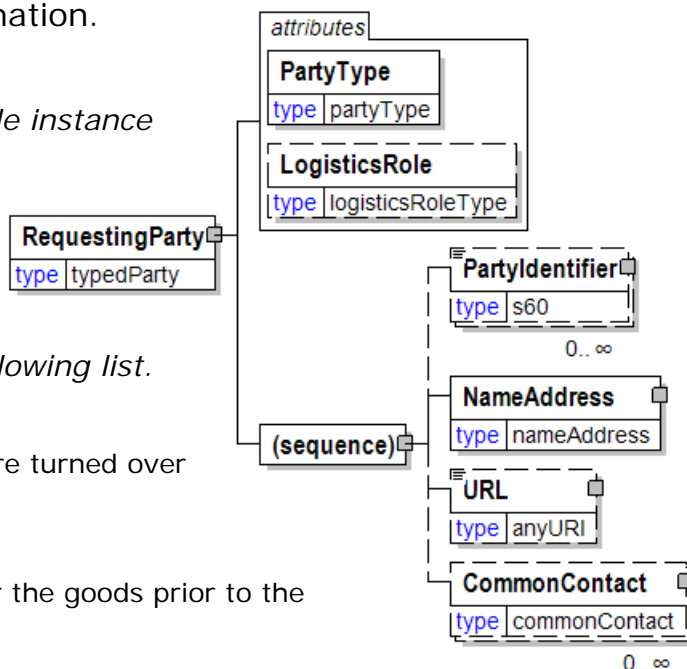 nation.
le instance
lowing list.
re turned over
r the goods prior to the
attributes
PartyType
type partyType
LogisticsRole
type logisticsRoleType
RequestingParty
type typedParty
(sequence)
PartyIdentifier
type s60
0.. ∞
NameAddress
type nameAddress
URL
type anyURI
CommonContact
type commonContact
0.. ∞